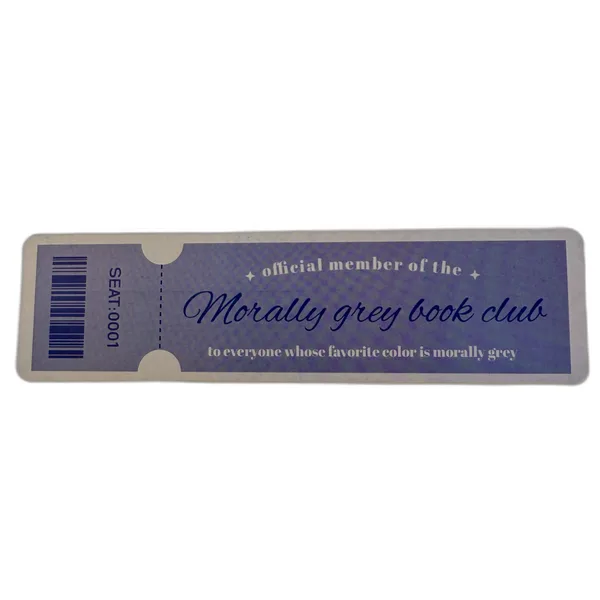 SEAT:0001
official member of the
Morally grey book club
to everyone whose favorite color is morally grey